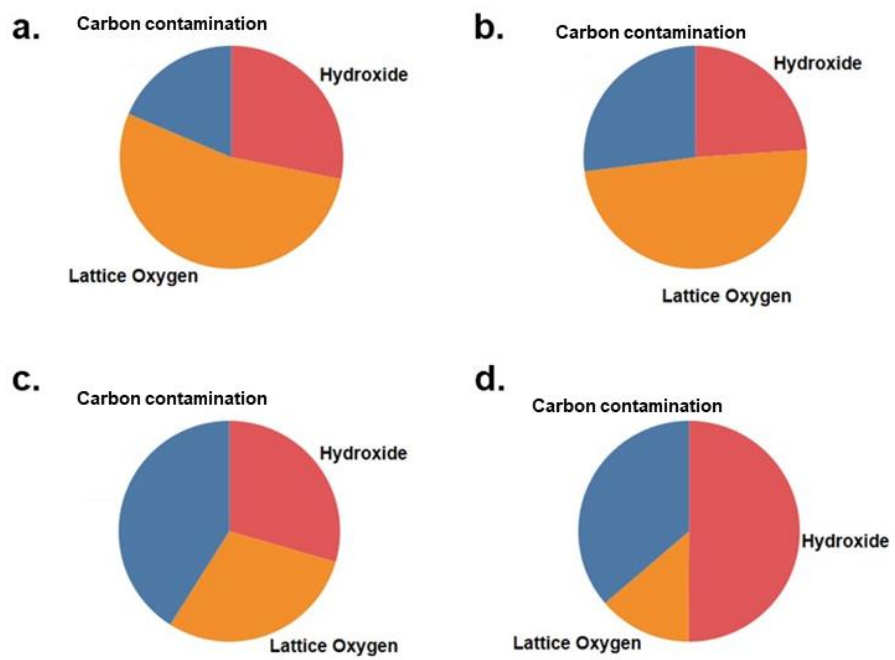 a.
Carbon contamination
Hydroxide
Lattice Oxygen
b.
Carbon contamination
Hydroxide
Lattice Oxygen
c.
Carbon contamination
Hydroxide
Lattice Oxygen
d.
Carbon contamination
Hydroxide
Lattice Oxygen